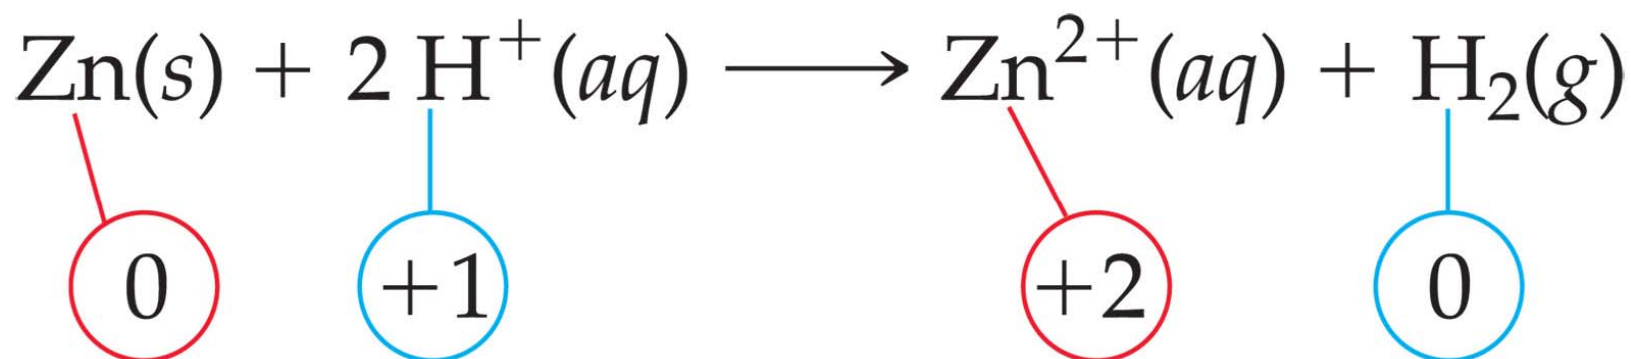 Zn(s) + 2 H⁺(aq) ⟶ Zn²⁺(aq) + H₂(g)
0 +1 +2 0